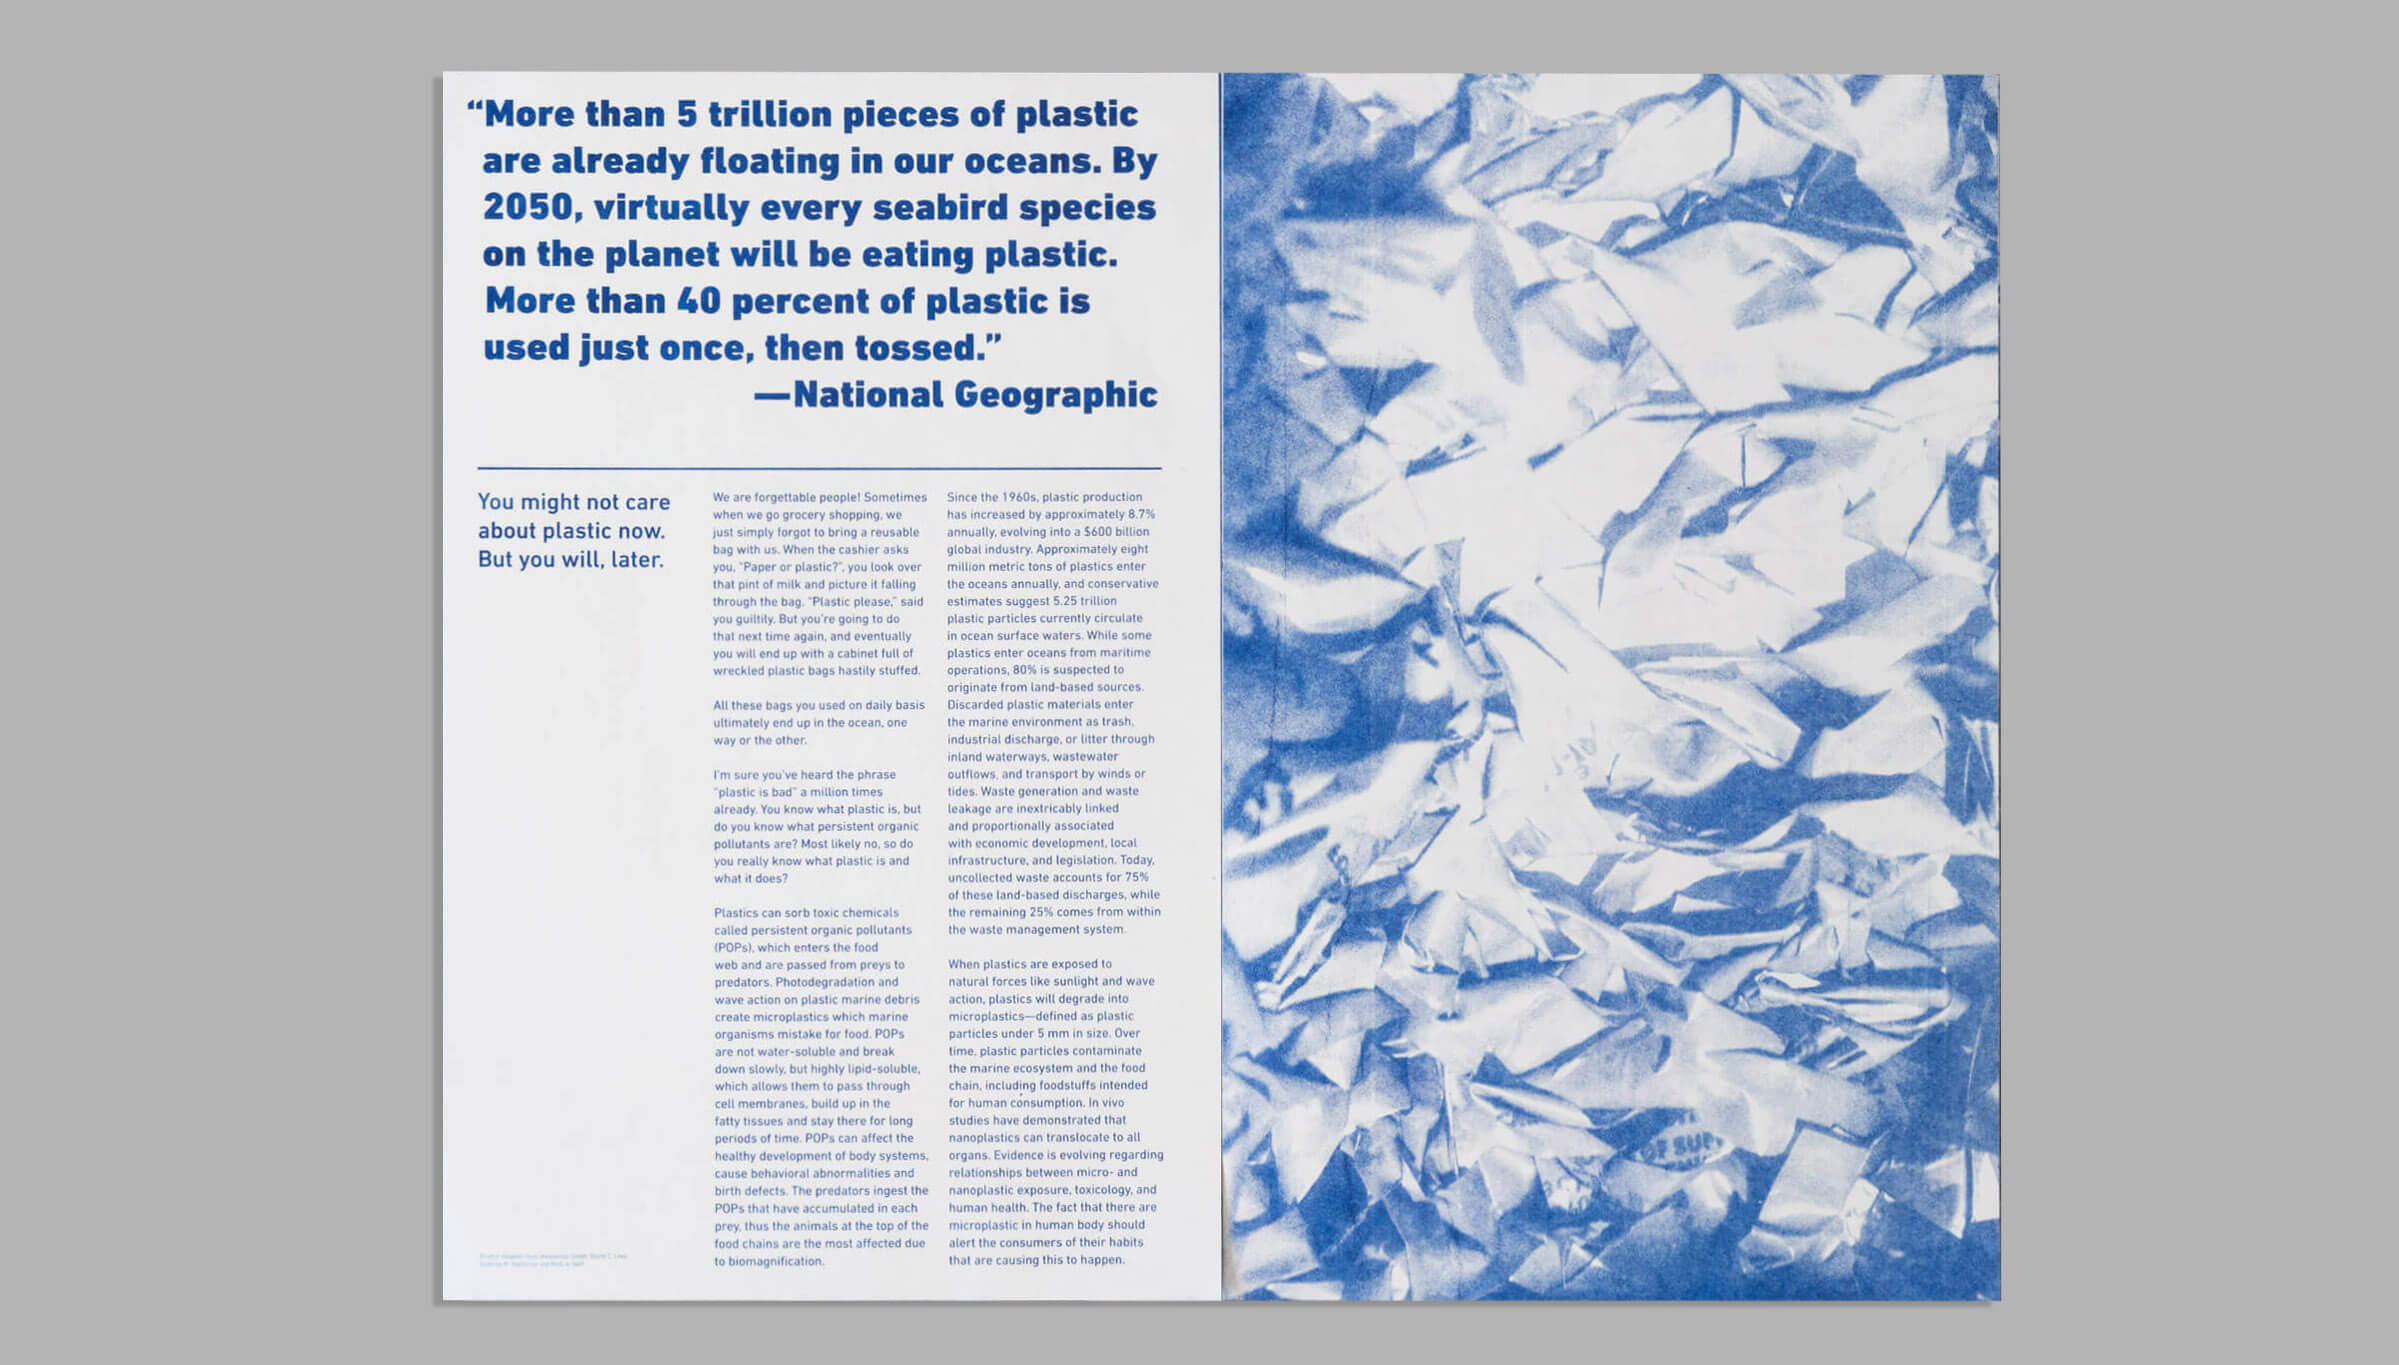 “More than 5 trillion pieces of plastic
are already floating in our oceans. By
2050, virtually every seabird species
on the planet will be eating plastic.
More than 40 percent of plastic is
used just once, then tossed.”
—National Geographic
You might not care
about plastic now.
But you will, later.
We are forgettable people! Sometimes
when we go grocery shopping, we
just simply forgot to bring a reusable
bag with us. When the cashier asks
you, “Paper or plastic?”, you look over
that pint of milk and picture it falling
through the bag. “Plastic please,” said
you guiltily. But you’re going to do
that next time again, and eventually
you will end up with a cabinet full of
wreckled plastic bags hastily stuffed.
All these bags you used on daily basis
ultimately end up in the ocean, one
way or the other.
I’m sure you’ve heard the phrase
“plastic is bad” a million times
already. You know what plastic is, but
do you know what persistent organic
pollutants are? Most likely no, so do
you really know what plastic is and
what it does?
Plastics can sorb toxic chemicals
called persistent organic pollutants
(POPs), which enters the food
web and are passed from preys to
predators. Photodegradation and
wave action on plastic marine debris
create microplastics which marine
organisms mistake for food. POPs
are not water-soluble and break
down slowly, but highly lipid-soluble,
which allows them to pass through
cell membranes, build up in the
fatty tissues and stay there for long
periods of time. POPs can affect the
healthy development of body systems,
cause behavioral abnormalities and
birth defects. The predators ingest the
POPs that have accumulated in each
prey, thus the animals at the top of the
food chains are the most affected due
to biomagnification.
Since the 1960s, plastic production
has increased by approximately 8.7%
annually, evolving into a $600 billion
global industry. Approximately eight
million metric tons of plastics enter
the oceans annually, and conservative
estimates suggest 5.25 trillion
plastic particles currently circulate
in ocean surface waters. While some
plastics enter oceans from maritime
operations, 80% is suspected to
originate from land-based sources.
Discarded plastic materials enter
the marine environment as trash,
industrial discharge, or litter through
inland waterways, wastewater
outflows, and transport by winds or
tides. Waste generation and waste
leakage are inextricably linked
and proportionally associated
with economic development, local
infrastructure, and legislation. Today,
uncollected waste accounts for 75%
of these land-based discharges, while
the remaining 25% comes from within
the waste management system.
When plastics are exposed to
natural forces like sunlight and wave
action, plastics will degrade into
microplastics—defined as plastic
particles under 5 mm in size. Over
time, plastic particles contaminate
the marine ecosystem and the food
chain, including foodstuffs intended
for human consumption. In vivo
studies have demonstrated that
nanoplastics can translocate to all
organs. Evidence is evolving regarding
relationships between micro- and
nanoplastic exposure, toxicology, and
human health. The fact that there are
microplastic in human body should
alert the consumers of their habits
that are causing this to happen.
OF SUF